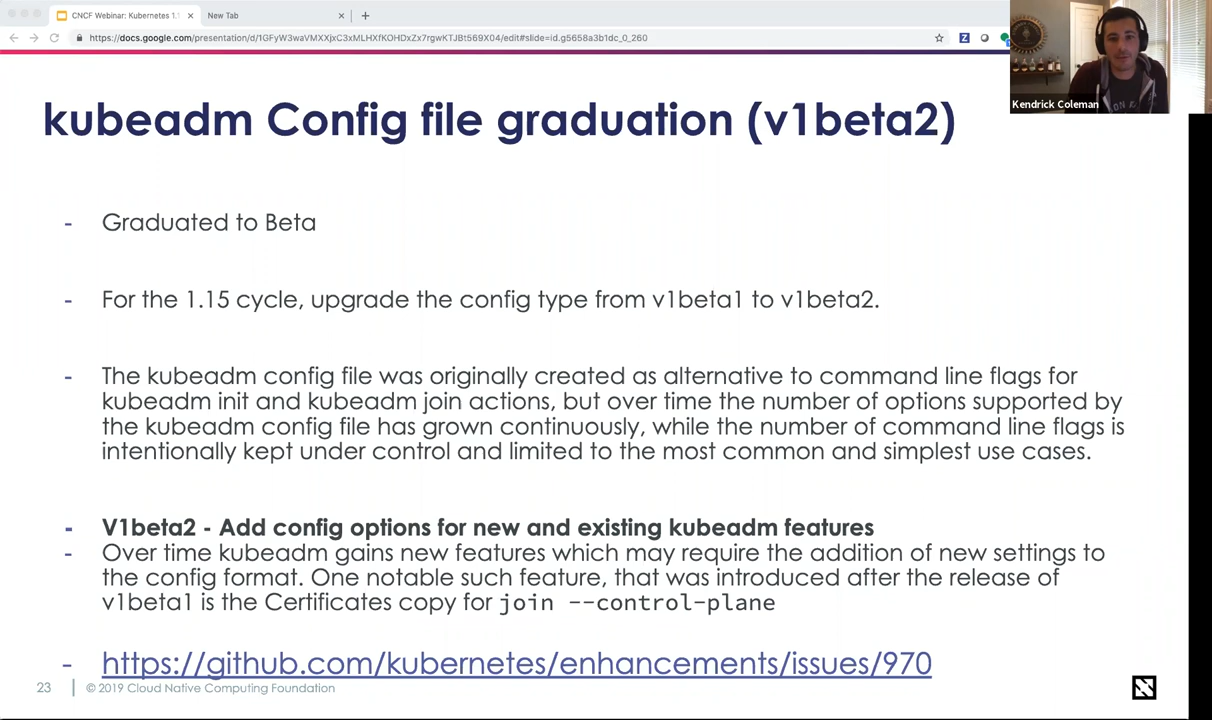 CNCF Webinar: Kubernetes 1.1
New Tab
https://docs.google.com/presentation/d/1GFyW3waVMXXjxC3xMLHXfKOHDxZx7rgwKTJBt569X04/edit#slide=id.g5658a3b1dc_0_260
Kendrick Coleman
kubeadm Config file graduation (v1beta2)
- Graduated to Beta
- For the 1.15 cycle, upgrade the config type from v1beta1 to v1beta2.
- The kubeadm config file was originally created as alternative to command line flags for
kubeadm init and kubeadm join actions, but over time the number of options supported by
the kubeadm config file has grown continuously, while the number of command line flags is
intentionally kept under control and limited to the most common and simplest use cases.
- V1beta2 - Add config options for new and existing kubeadm features
- Over time kubeadm gains new features which may require the addition of new settings to
the config format. One notable such feature, that was introduced after the release of
v1beta1 is the Certificates copy for join --control-plane
- https://github.com/kubernetes/enhancements/issues/970
23 | © 2019 Cloud Native Computing Foundation